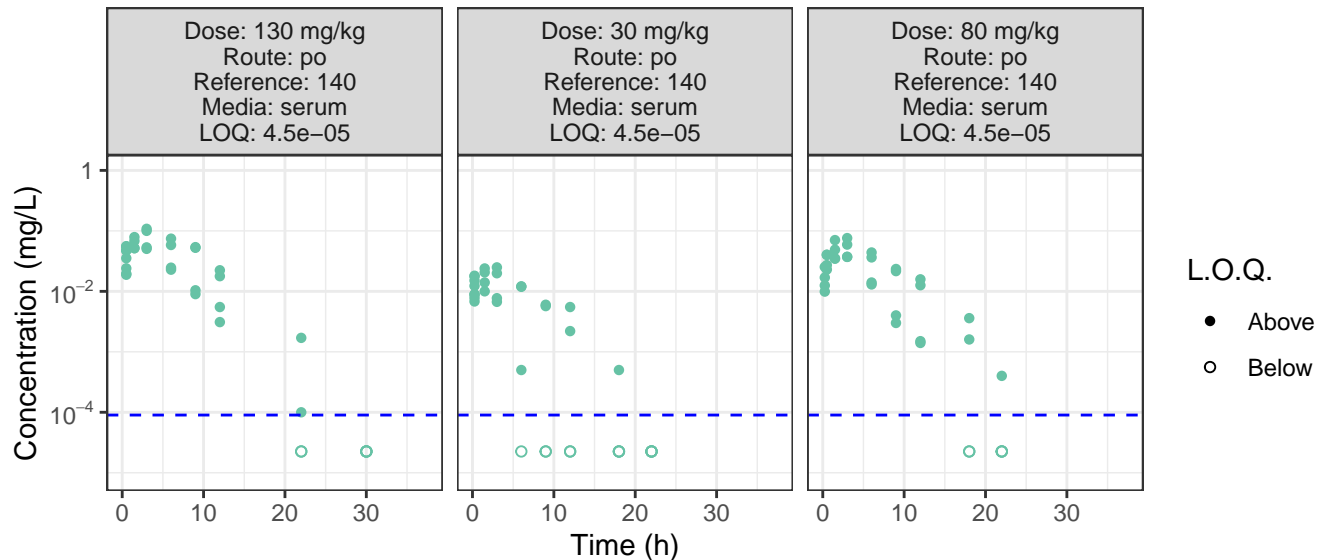 Dose: 130 mg/kg
Route: po
Reference: 140
Media: serum
LOQ: 4.5e−05
Dose: 30 mg/kg
Route: po
Reference: 140
Media: serum
LOQ: 4.5e−05
Dose: 80 mg/kg
Route: po
Reference: 140
Media: serum
LOQ: 4.5e−05
Concentration (mg/L)
1
10⁻²
10⁻⁴
0 10 20 30
0 10 20 30
0 10 20 30
Time (h)
L.O.Q.
Above
Below